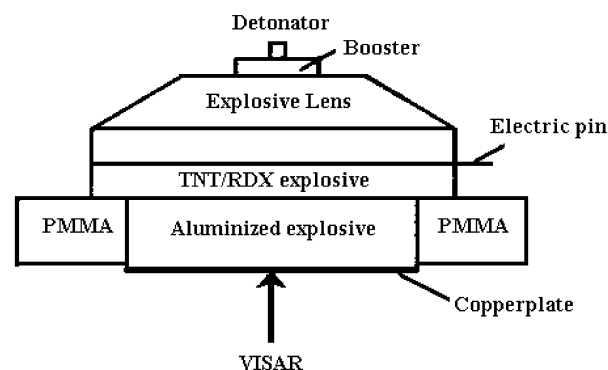 Detonator
Booster
Explosive Lens
Electric pin
TNT/RDX explosive
PMMA
Aluminized explosive
PMMA
Copperplate
VISAR